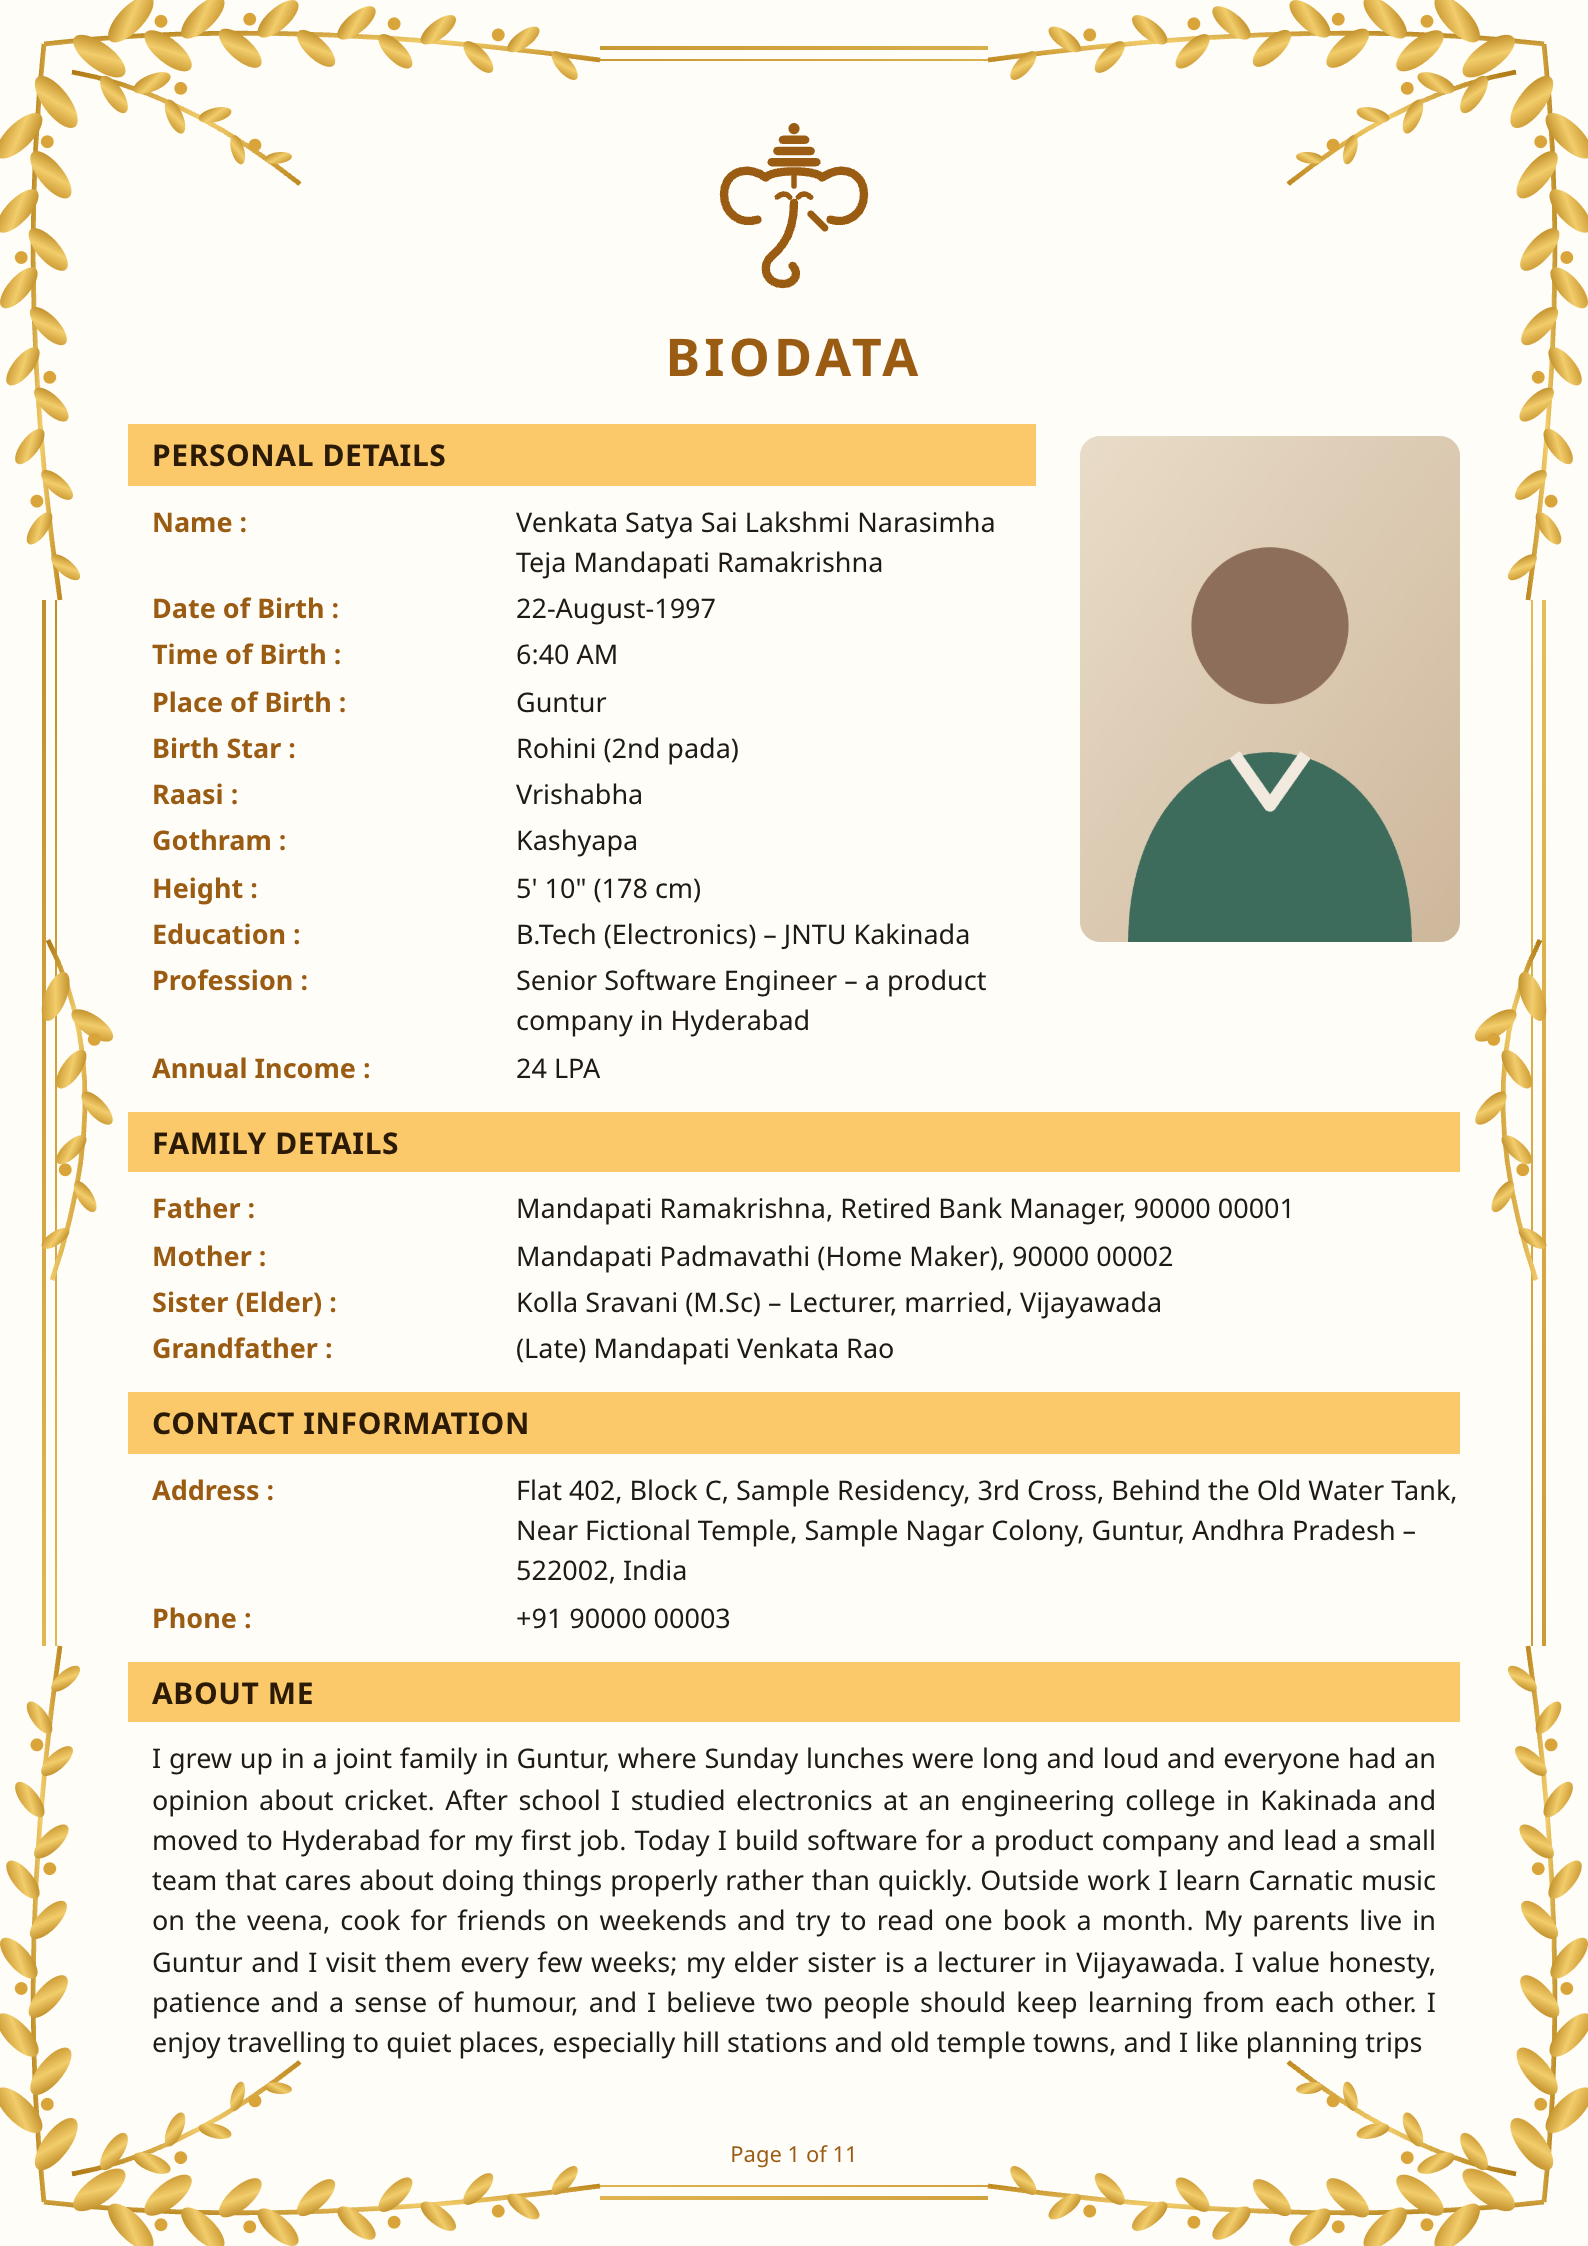 BIODATA
PERSONAL DETAILS
Name : Venkata Satya Sai Lakshmi Narasimha
Teja Mandapati Ramakrishna
Date of Birth : 22-August-1997
Time of Birth : 6:40 AM
Place of Birth : Guntur
Birth Star : Rohini (2nd pada)
Raasi : Vrishabha
Gothram : Kashyapa
Height : 5' 10" (178 cm)
Education : B.Tech (Electronics) – JNTU Kakinada
Profession : Senior Software Engineer – a product
company in Hyderabad
Annual Income : 24 LPA
FAMILY DETAILS
Father : Mandapati Ramakrishna, Retired Bank Manager, 90000 00001
Mother : Mandapati Padmavathi (Home Maker), 90000 00002
Sister (Elder) : Kolla Sravani (M.Sc) – Lecturer, married, Vijayawada
Grandfather : (Late) Mandapati Venkata Rao
CONTACT INFORMATION
Address : Flat 402, Block C, Sample Residency, 3rd Cross, Behind the Old Water Tank,
Near Fictional Temple, Sample Nagar Colony, Guntur, Andhra Pradesh –
522002, India
Phone : +91 90000 00003
ABOUT ME
I grew up in a joint family in Guntur, where Sunday lunches were long and loud and everyone had an
opinion about cricket. After school I studied electronics at an engineering college in Kakinada and
moved to Hyderabad for my first job. Today I build software for a product company and lead a small
team that cares about doing things properly rather than quickly. Outside work I learn Carnatic music
on the veena, cook for friends on weekends and try to read one book a month. My parents live in
Guntur and I visit them every few weeks; my elder sister is a lecturer in Vijayawada. I value honesty,
patience and a sense of humour, and I believe two people should keep learning from each other. I
enjoy travelling to quiet places, especially hill stations and old temple towns, and I like planning trips
Page 1 of 11